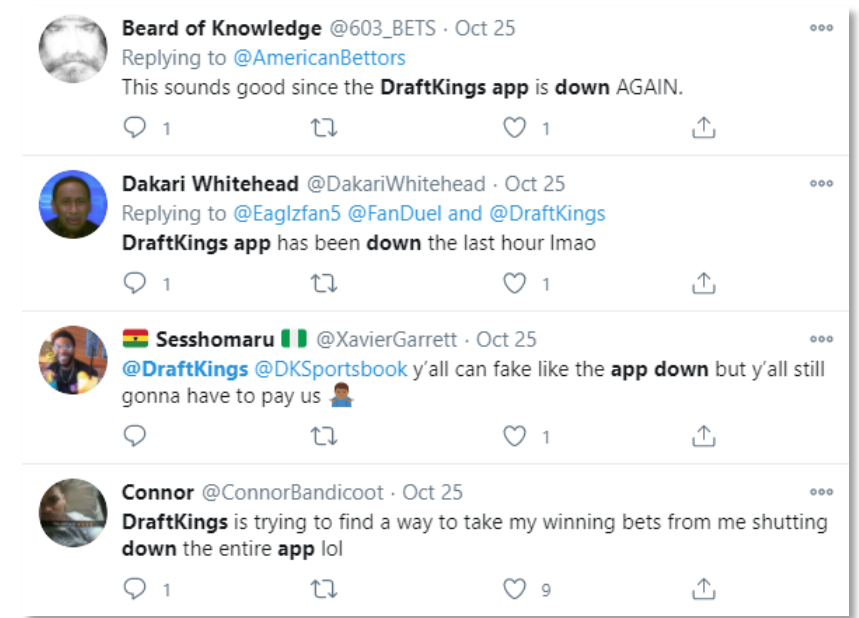 Beard of Knowledge @603_BETS · Oct 25
Replying to @AmericanBettors
This sounds good since the DraftKings app is down AGAIN.
1 1
Dakari Whitehead @DakariWhitehead · Oct 25
Replying to @Eaglzfan5 @FanDuel and @DraftKings
DraftKings app has been down the last hour lmao
1 1
Sesshomaru @XavierGarrett · Oct 25
@DraftKings @DKSportsbook y'all can fake like the app down but y'all still
gonna have to pay us
1
Connor @ConnorBandicoot · Oct 25
DraftKings is trying to find a way to take my winning bets from me shutting
down the entire app lol
1 9